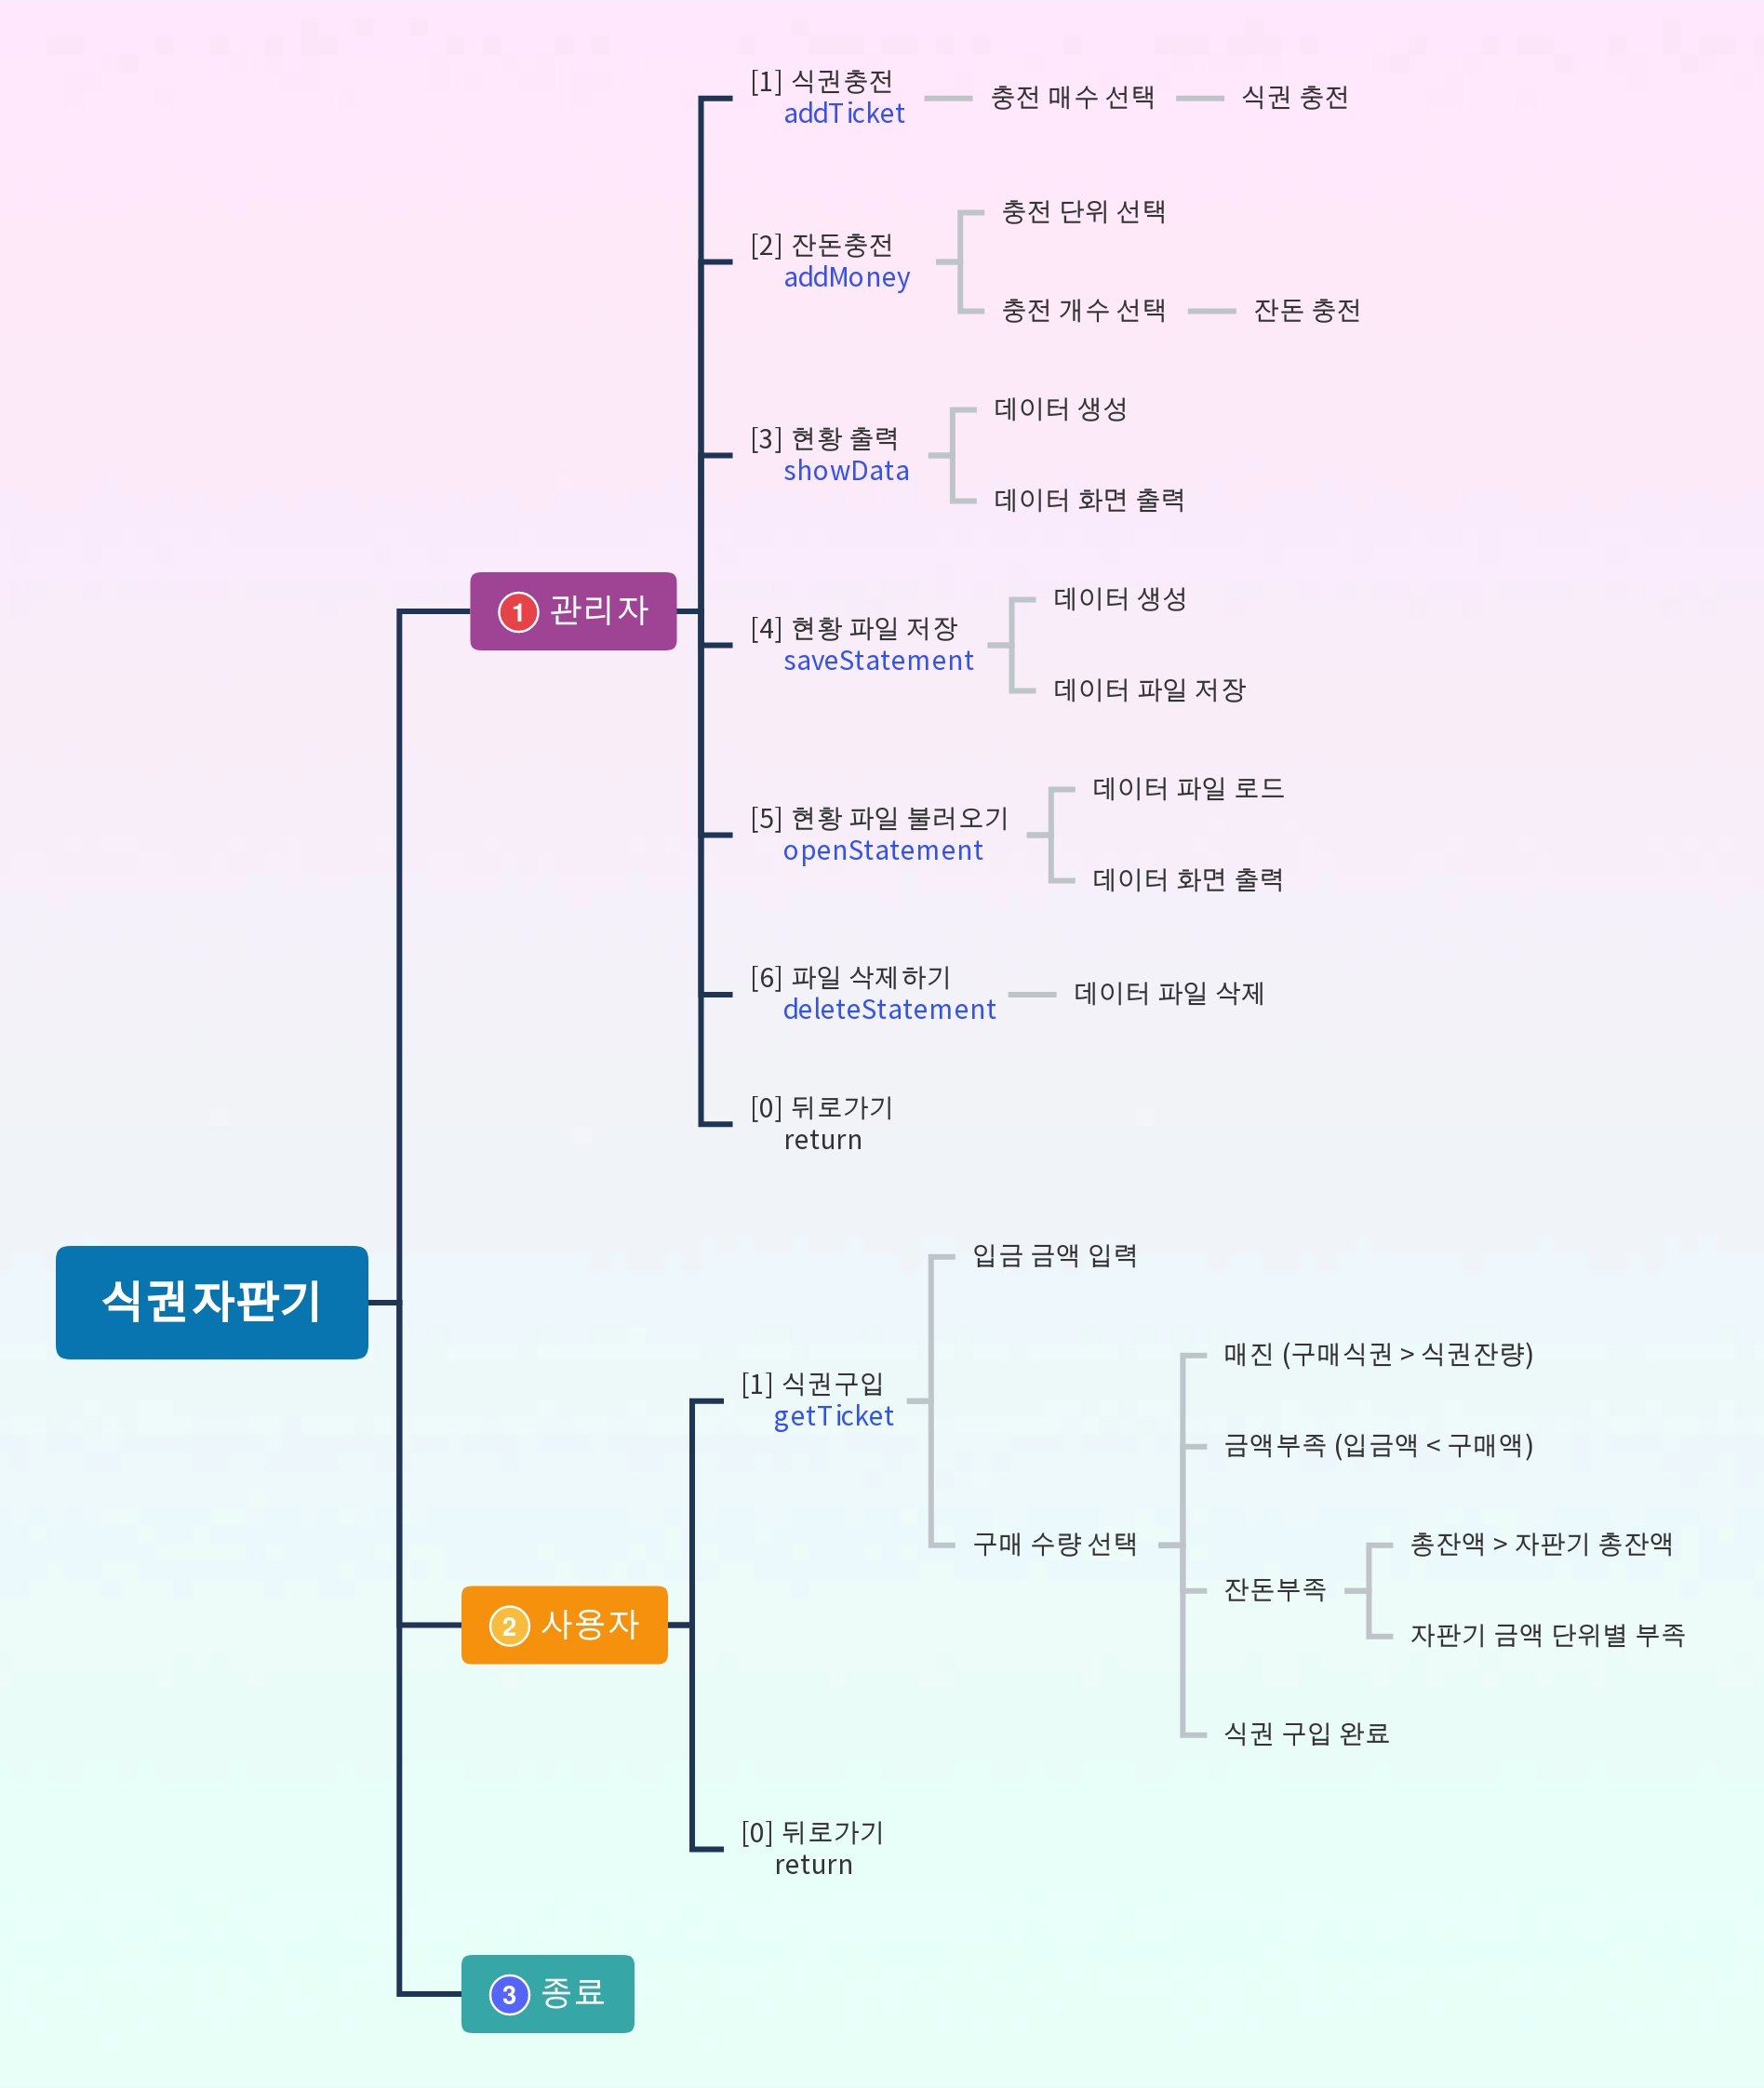 식권자판기
1 관리자
[1] 식권충전
addTicket
충전 매수 선택
식권 충전
[2] 잔돈충전
addMoney
충전 단위 선택
충전 개수 선택
잔돈 충전
[3] 현황 출력
showData
데이터 생성
데이터 화면 출력
[4] 현황 파일 저장
saveStatement
데이터 생성
데이터 파일 저장
[5] 현황 파일 불러오기
openStatement
데이터 파일 로드
데이터 화면 출력
[6] 파일 삭제하기
deleteStatement
데이터 파일 삭제
[0] 뒤로가기
return
2 사용자
[1] 식권구입
getTicket
입금 금액 입력
구매 수량 선택
매진 (구매식권 > 식권잔량)
금액부족 (입금액 < 구매액)
잔돈부족
총잔액 > 자판기 총잔액
자판기 금액 단위별 부족
식권 구입 완료
[0] 뒤로가기
return
3 종료